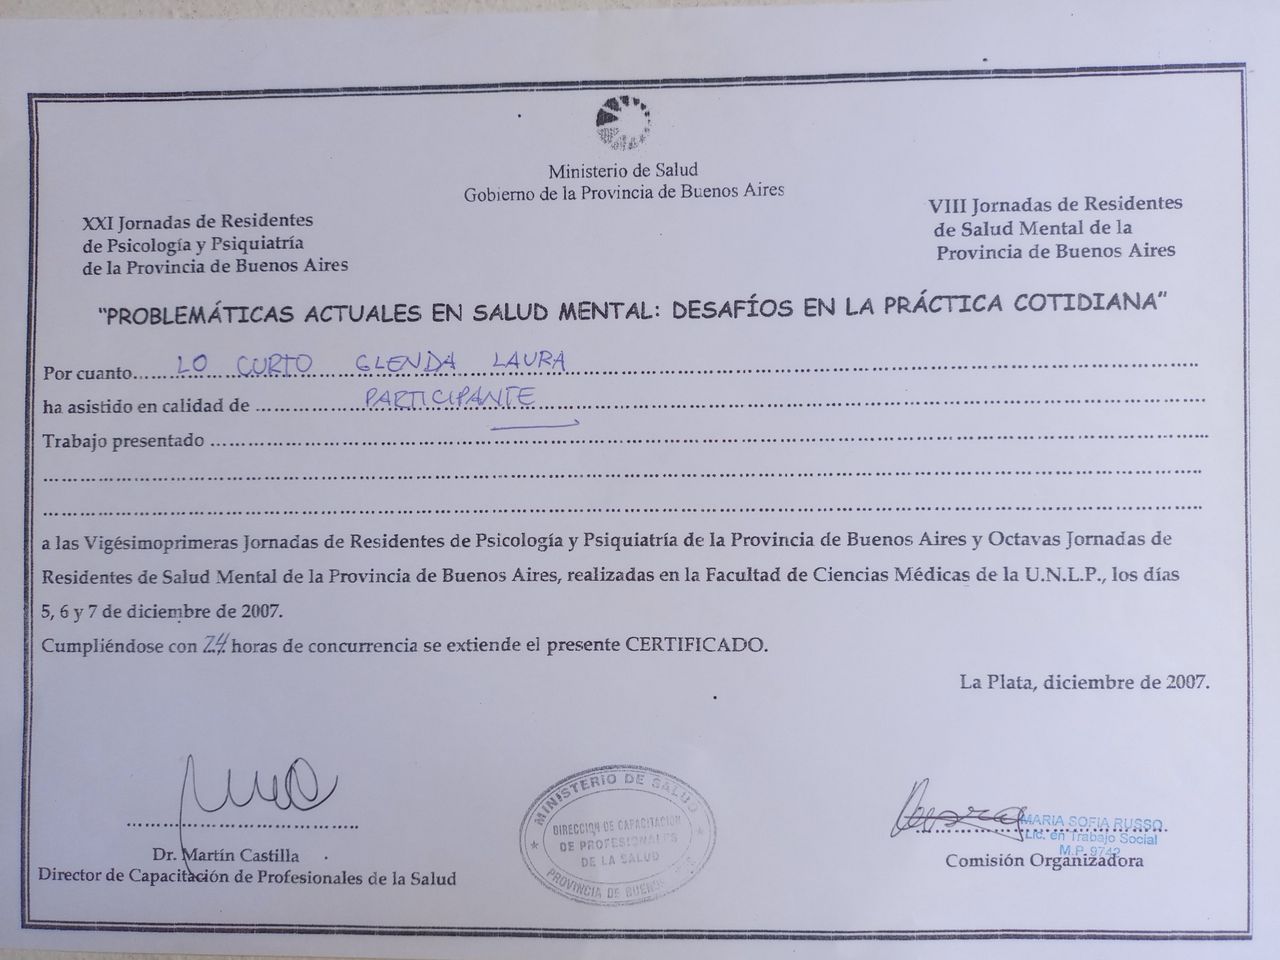 Ministerio de Salud
Gobierno de la Provincia de Buenos Aires
XXI Jornadas de Residentes
de Psicología y Psiquiatría
de la Provincia de Buenos Aires
VIII Jornadas de Residentes
de Salud Mental de la
Provincia de Buenos Aires
"PROBLEMÁTICAS ACTUALES EN SALUD MENTAL: DESAFÍOS EN LA PRÁCTICA COTIDIANA"
Por cuanto LO CURTO GLENDA LAURA
ha asistido en calidad de PARTICIPANTE
Trabajo presentado
a las Vigésimoprimeras Jornadas de Residentes de Psicología y Psiquiatría de la Provincia de Buenos Aires y Octavas Jornadas de
Residentes de Salud Mental de la Provincia de Buenos Aires, realizadas en la Facultad de Ciencias Médicas de la U.N.L.P., los días
5, 6 y 7 de diciembre de 2007.
Cumpliéndose con 24 horas de concurrencia se extiende el presente CERTIFICADO.
La Plata, diciembre de 2007.
Dr. Martín Castilla
Director de Capacitación de Profesionales de la Salud
MINISTERIO DE SALUD
DIRECCION DE CAPACITACION
DE PROFESIONALES
DE LA SALUD
PROVINCIA DE BUENOS
MARIA SOFIA RUSSO
Lic. en Trabajo Social
M.P. 9742
Comisión Organizadora